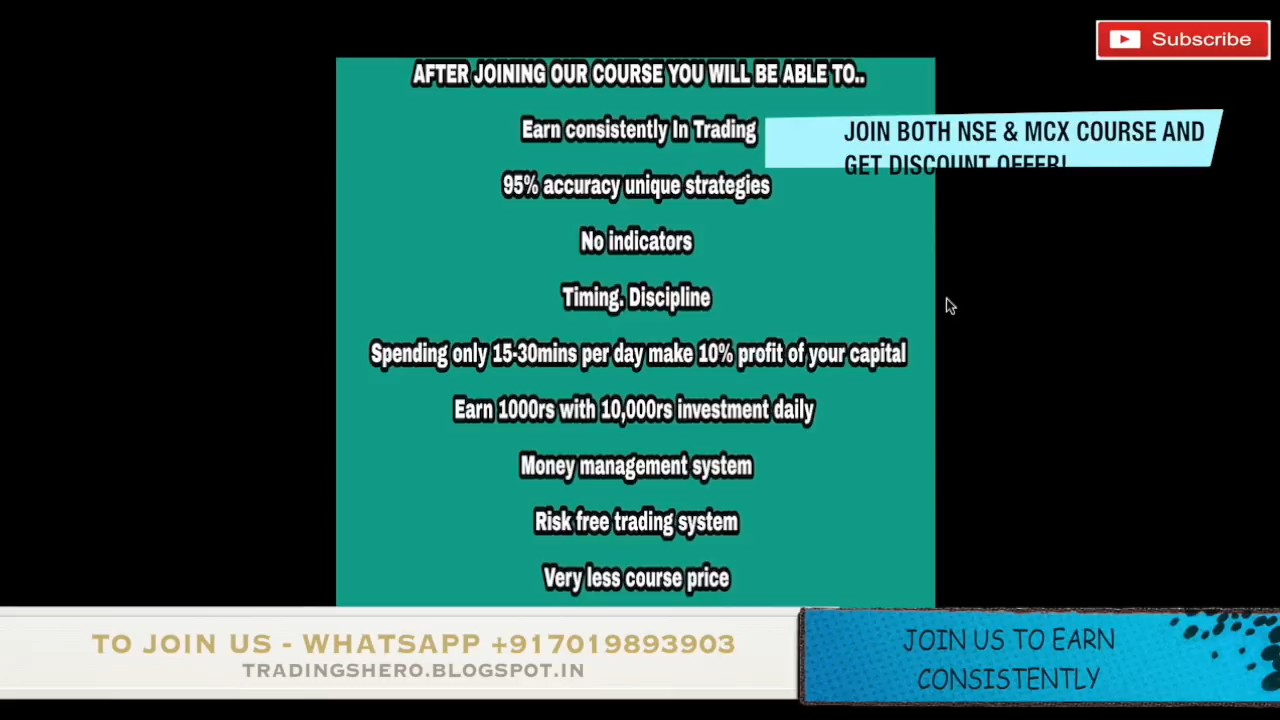 Subscribe
AFTER JOINING OUR COURSE YOU WILL BE ABLE TO..
Earn consistently In Trading
JOIN BOTH NSE & MCX COURSE AND
GET DISCOUNT OFFER!
95% accuracy unique strategies
No indicators
Timing. Discipline
Spending only 15-30mins per day make 10% profit of your capital
Earn 1000rs with 10,000rs investment daily
Money management system
Risk free trading system
Very less course price
TO JOIN US - WHATSAPP +917019893903
TRADINGSHERO.BLOGSPOT.IN
JOIN US TO EARN
CONSISTENTLY